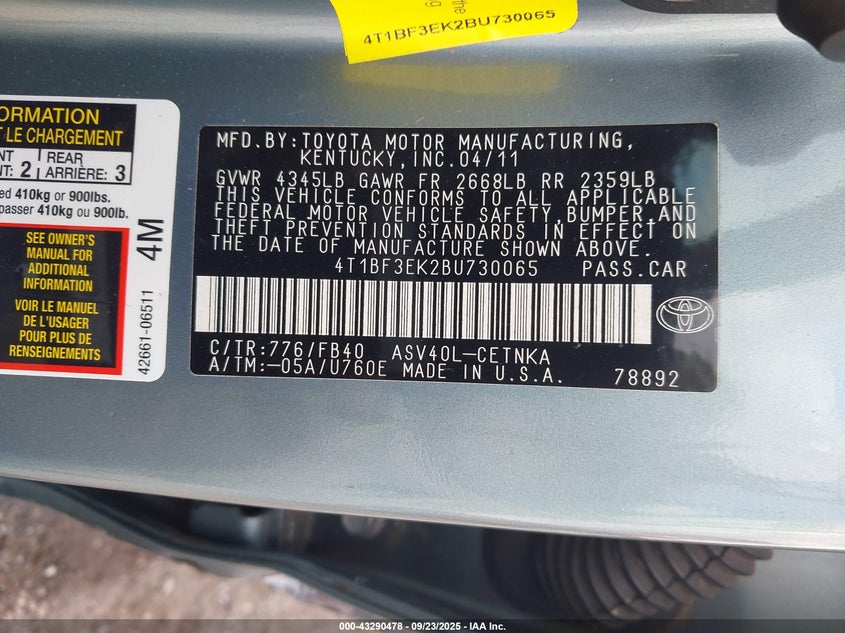 the
4T1BF3EK2BU730065
ORMATION
T LE CHARGEMENT
NT
T: 2
REAR
ARRIÈRE: 3
ed 410kg or 900lbs.
passer 410kg ou 900lb.
SEE OWNER'S
MANUAL FOR
ADDITIONAL
INFORMATION
VOIR LE MANUEL
DE L'USAGER
POUR PLUS DE
RENSEIGNEMENTS
4M
42661-06511
MFD.BY:TOYOTA MOTOR MANUFACTURING,
KENTUCKY,INC.04/11
GVWR 4345LB GAWR FR 2668LB RR 2359LB
THIS VEHICLE CONFORMS TO ALL APPLICABLE
FEDERAL MOTOR VEHICLE SAFETY,BUMPER,AND
THEFT PREVENTION STANDARDS IN EFFECT ON
THE DATE OF MANUFACTURE SHOWN ABOVE.
4T1BF3EK2BU730065 PASS.CAR
C/TR:776/FB40 ASV40L-CETNKA
A/TM:-05A/U760E MADE IN U.S.A.
78892
000-43290478 - 09/23/2025 - IAA Inc.